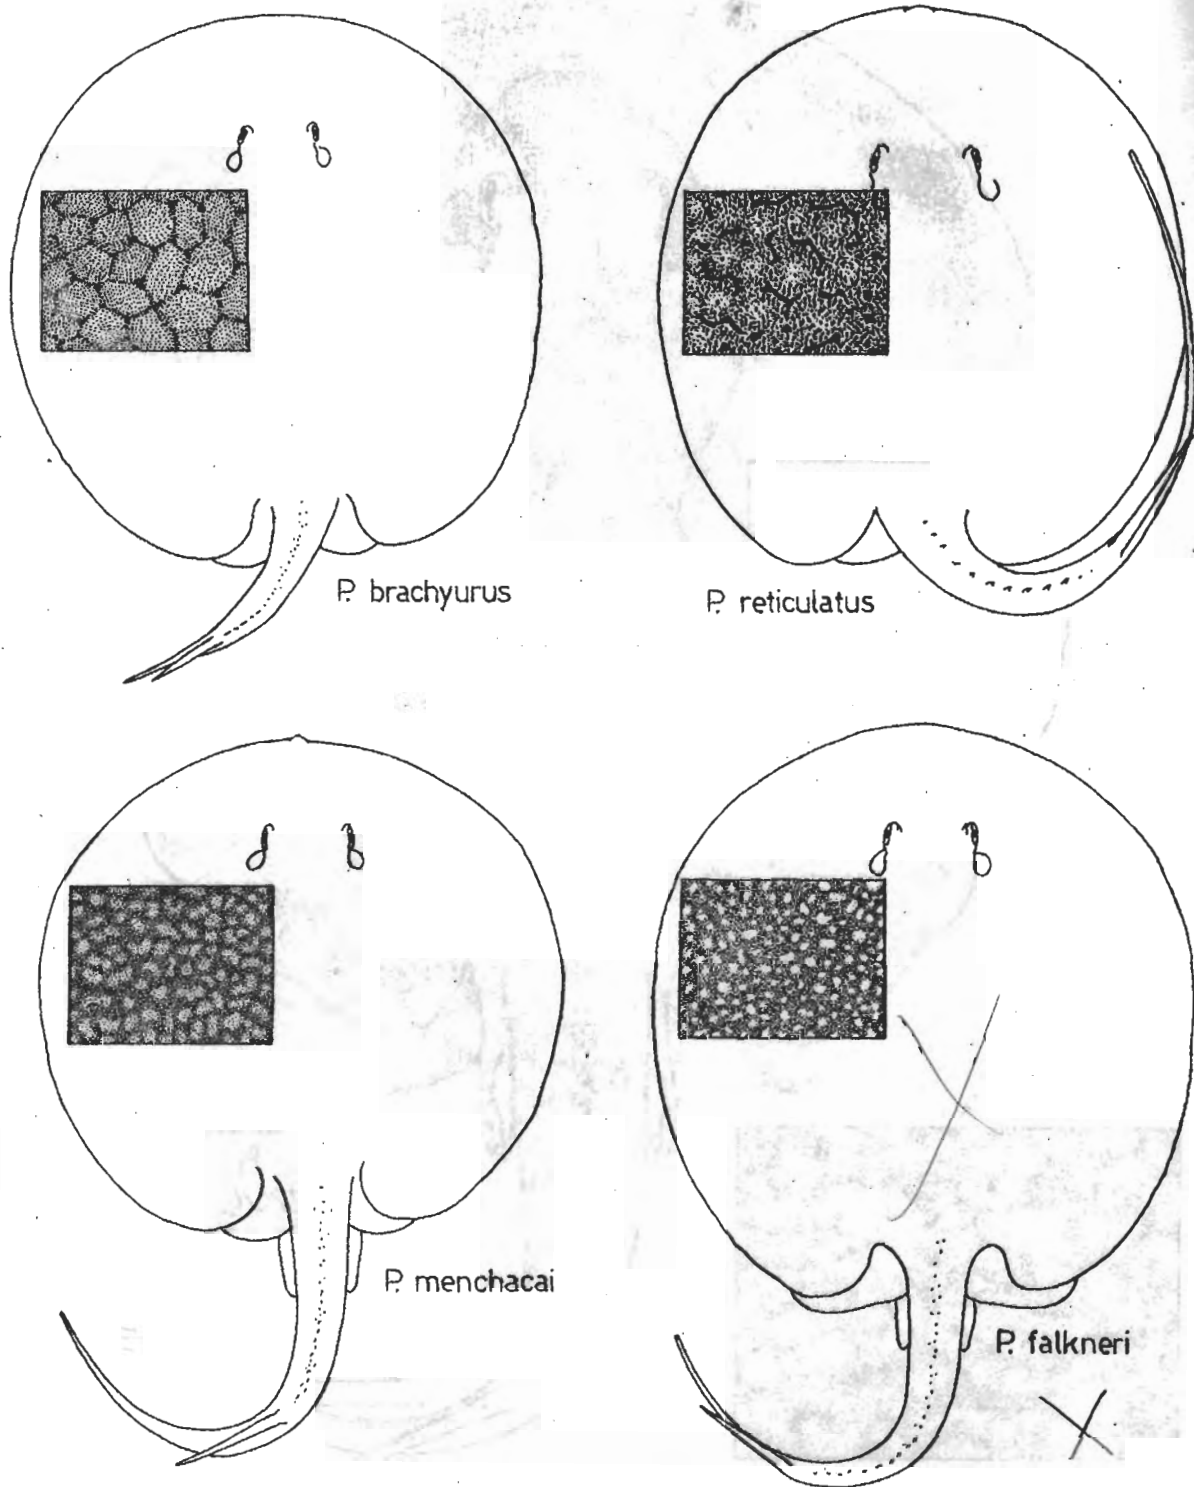 P. brachyurus
P. reticulatus
P. menchacai
P. falkneri